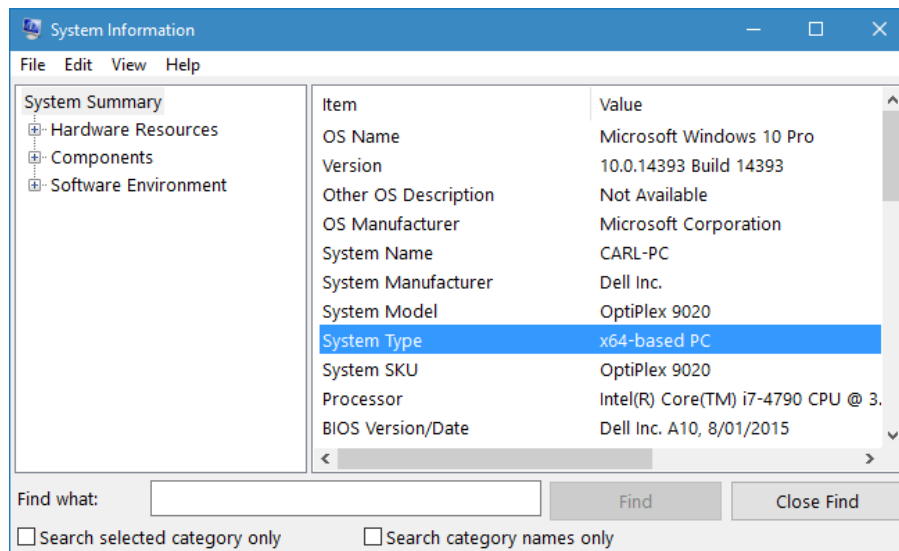 System Information
File Edit View Help
System Summary
Hardware Resources
Components
Software Environment
Item Value
OS Name Microsoft Windows 10 Pro
Version 10.0.14393 Build 14393
Other OS Description Not Available
OS Manufacturer Microsoft Corporation
System Name CARL-PC
System Manufacturer Dell Inc.
System Model OptiPlex 9020
System Type x64-based PC
System SKU OptiPlex 9020
Processor Intel(R) Core(TM) i7-4790 CPU @ 3.
BIOS Version/Date Dell Inc. A10, 8/01/2015
Find what: Find Close Find
Search selected category only Search category names only